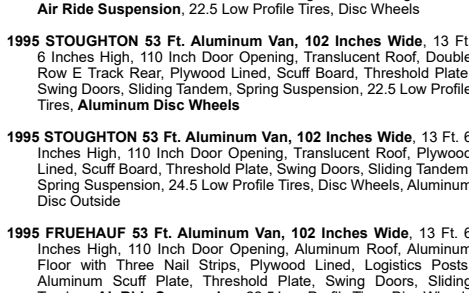 Air Ride Suspension, 22.5 Low Profile Tires, Disc Wheels
1995 STOUGHTON 53 Ft. Aluminum Van, 102 Inches Wide, 13 Ft.
6 Inches High, 110 Inch Door Opening, Translucent Roof, Double
Row E Track Rear, Plywood Lined, Scuff Board, Threshold Plate,
Swing Doors, Sliding Tandem, Spring Suspension, 22.5 Low Profile
Tires, Aluminum Disc Wheels
1995 STOUGHTON 53 Ft. Aluminum Van, 102 Inches Wide, 13 Ft. 6
Inches High, 110 Inch Door Opening, Translucent Roof, Plywood
Lined, Scuff Board, Threshold Plate, Swing Doors, Sliding Tandem,
Spring Suspension, 24.5 Low Profile Tires, Disc Wheels, Aluminum
Disc Outside
1995 FRUEHAUF 53 Ft. Aluminum Van, 102 Inches Wide, 13 Ft. 6
Inches High, 110 Inch Door Opening, Aluminum Roof, Aluminum
Floor with Three Nail Strips, Plywood Lined, Logistics Posts,
Aluminum Scuff Plate, Threshold Plate, Swing Doors, Sliding